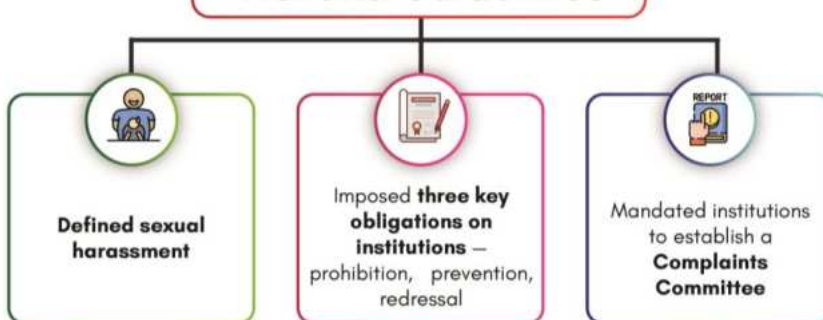 Defined sexual
harassment
Imposed three key
obligations on
institutions –
prohibition, prevention,
redressal
REPORT
Mandated institutions
to establish a
Complaints
Committee